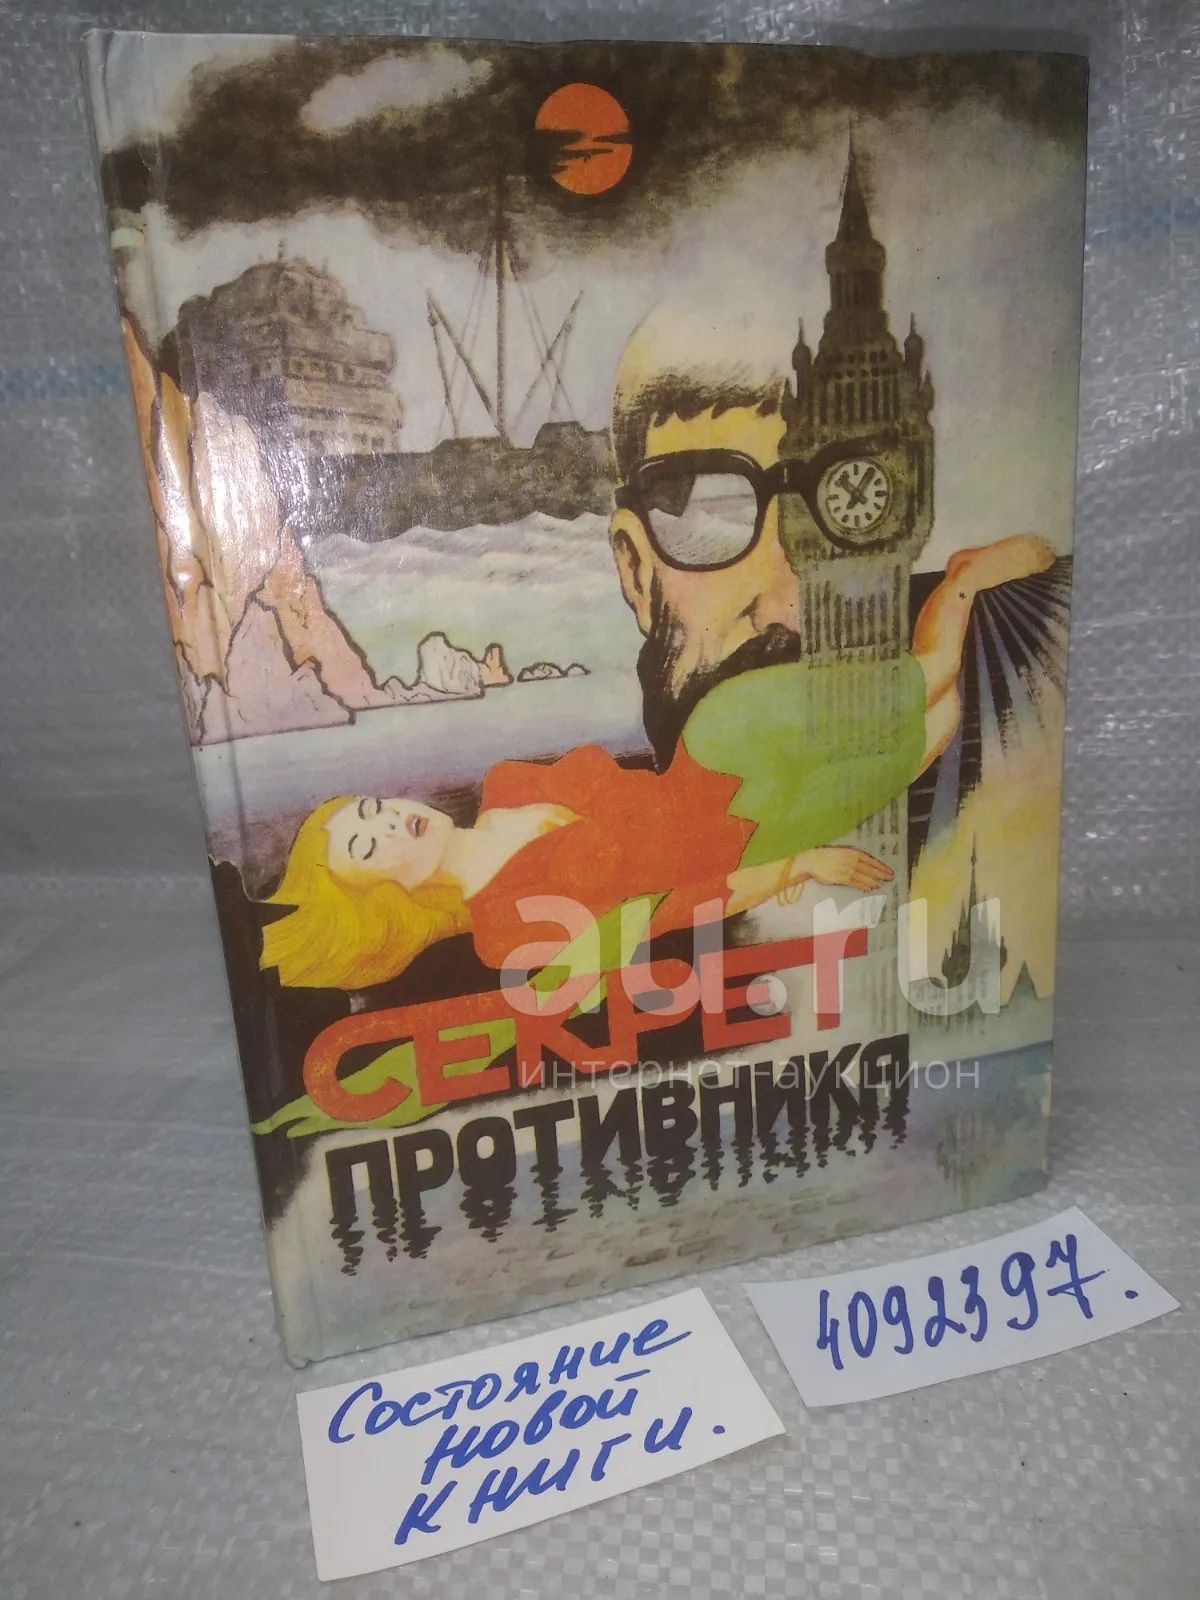 СЕКРЕТ
ПРОТИВНИКА
au.ru
интернет-аукцион
4092397.
Состояние
новой
книги.